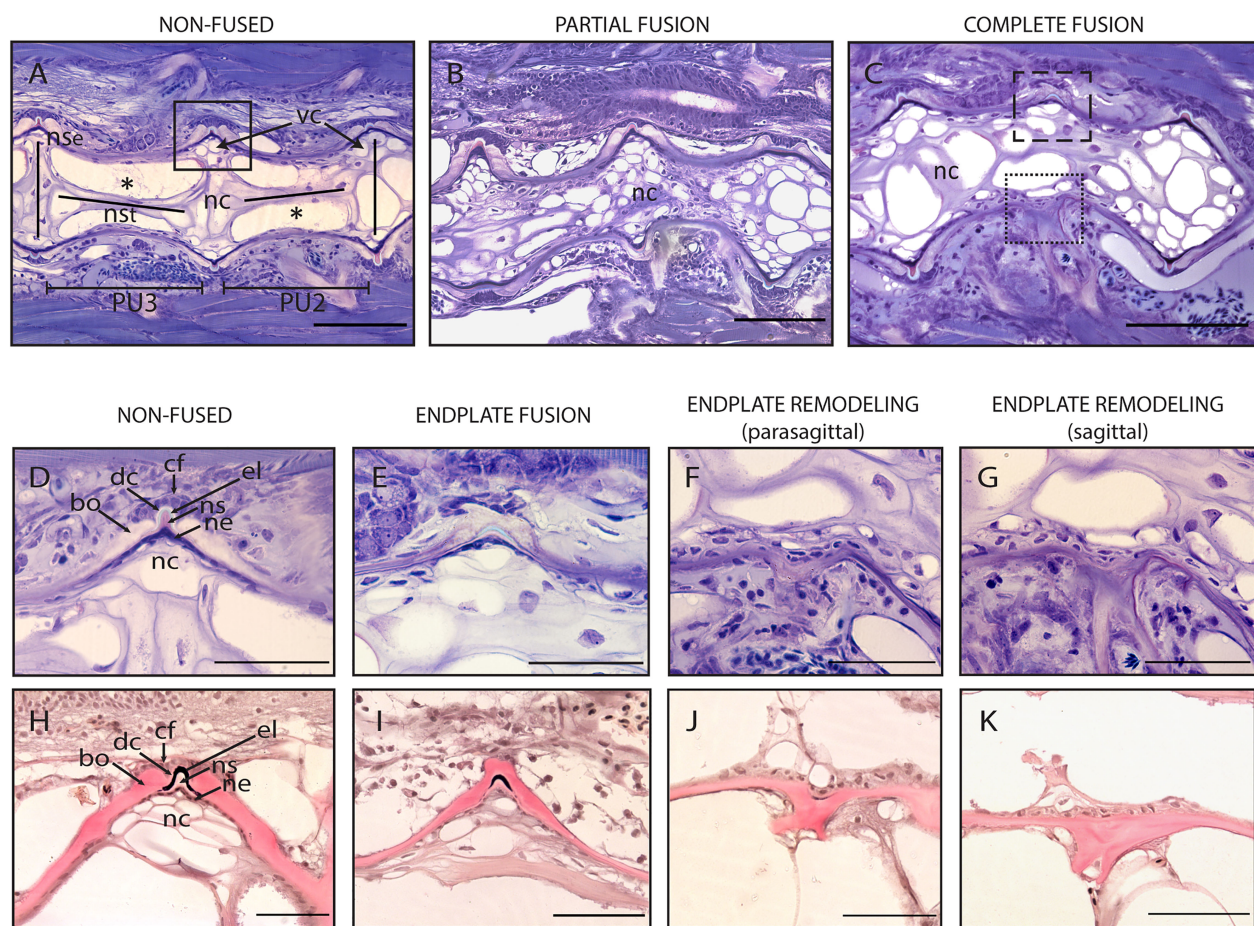 NON-FUSED
PARTIAL FUSION
COMPLETE FUSION
A
B
C
nse
vc
*
nc
nst
*
PU3
PU2
nc
nc
NON-FUSED
ENDPLATE FUSION
ENDPLATE REMODELING
(parasagittal)
ENDPLATE REMODELING
(sagittal)
D
cf
dc
el
bo
ns
ne
nc
E
F
G
H
cf
el
dc
bo
ns
ne
nc
I
J
K